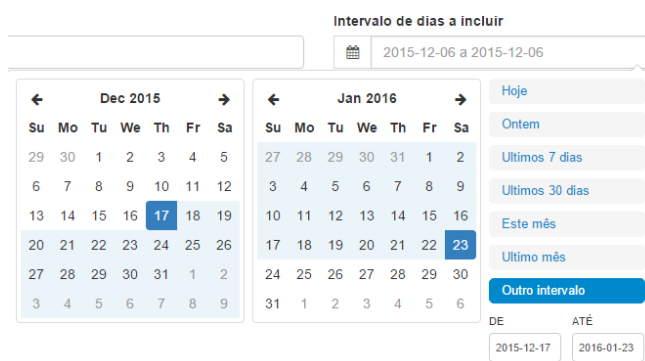 Intervalo de dias a incluir
2015-12-06 a 2015-12-06
Dec 2015
Su Mo Tu We Th Fr Sa
29 30 1 2 3 4 5
6 7 8 9 10 11 12
13 14 15 16 17 18 19
20 21 22 23 24 25 26
27 28 29 30 31 1 2
3 4 5 6 7 8 9
Jan 2016
Su Mo Tu We Th Fr Sa
27 28 29 30 31 1 2
3 4 5 6 7 8 9
10 11 12 13 14 15 16
17 18 19 20 21 22 23
24 25 26 27 28 29 30
31 1 2 3 4 5 6
Hoje
Ontem
Ultimos 7 dias
Ultimos 30 dias
Este mês
Ultimo mês
Outro intervalo
DE ATÉ
2015-12-17 2016-01-23